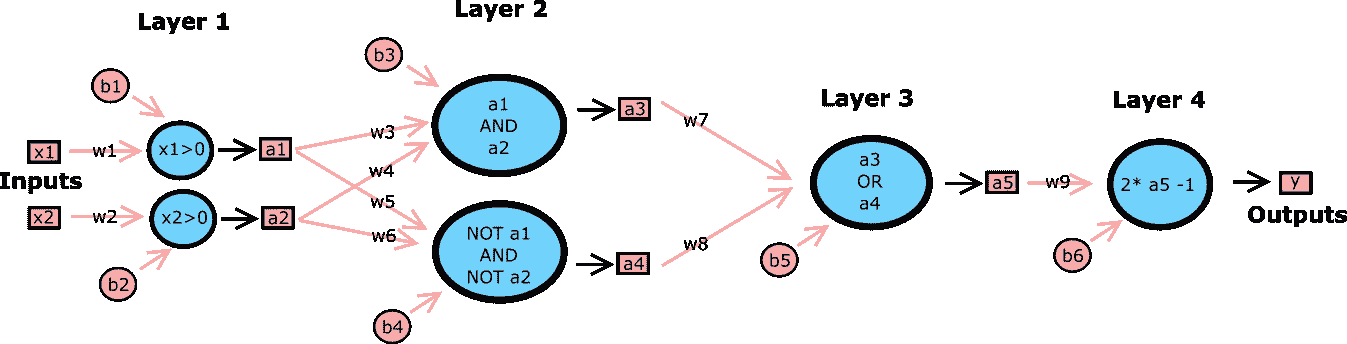 Layer 1
Layer 2
Layer 3
Layer 4
Inputs
x1
x2
w1
w2
b1
b2
x1>0
x2>0
a1
a2
w3
w4
w5
w6
b3
b4
a1
AND
a2
NOT a1
AND
NOT a2
a3
a4
w7
w8
b5
a3
OR
a4
a5
w9
b6
2* a5 -1
y
Outputs